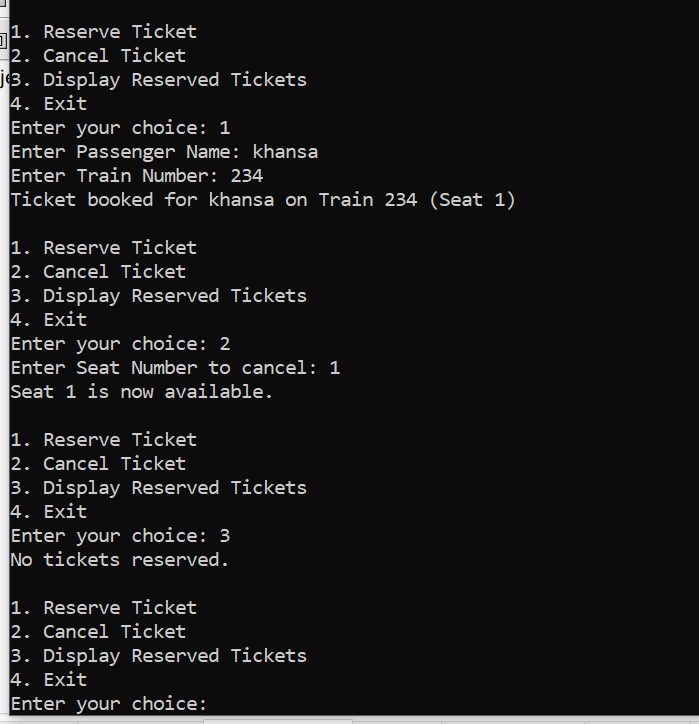 1. Reserve Ticket
2. Cancel Ticket
3. Display Reserved Tickets
4. Exit
Enter your choice: 1
Enter Passenger Name: khansa
Enter Train Number: 234
Ticket booked for khansa on Train 234 (Seat 1)
1. Reserve Ticket
2. Cancel Ticket
3. Display Reserved Tickets
4. Exit
Enter your choice: 2
Enter Seat Number to cancel: 1
Seat 1 is now available.
1. Reserve Ticket
2. Cancel Ticket
3. Display Reserved Tickets
4. Exit
Enter your choice: 3
No tickets reserved.
1. Reserve Ticket
2. Cancel Ticket
3. Display Reserved Tickets
4. Exit
Enter your choice: